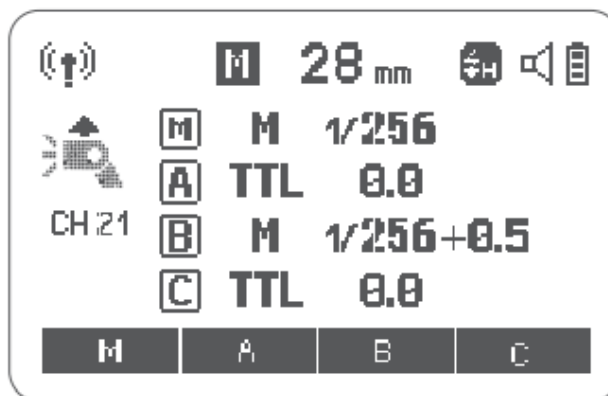 M 28 mm H
M M 1/256
A TTL 0.0
CH 21
B M 1/256+0.5
C TTL 0.0
M A B C